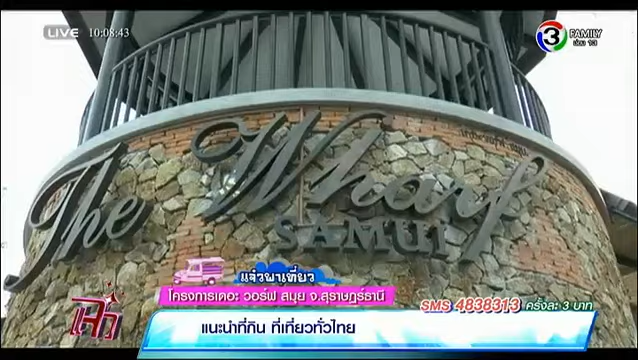 LIVE 10:08:43
3 FAMILY
ช่อง 13
The Wharf
SAMUI
แจ๋วพาเที่ยว
โครงการเดอะ วอร์ฟ สมุย จ.สุราษฎร์ธานี
แจ๋ว
SMS 4838313 ครั้งละ 3 บาท
แนะนำที่กิน ที่เที่ยวทั่วไทย